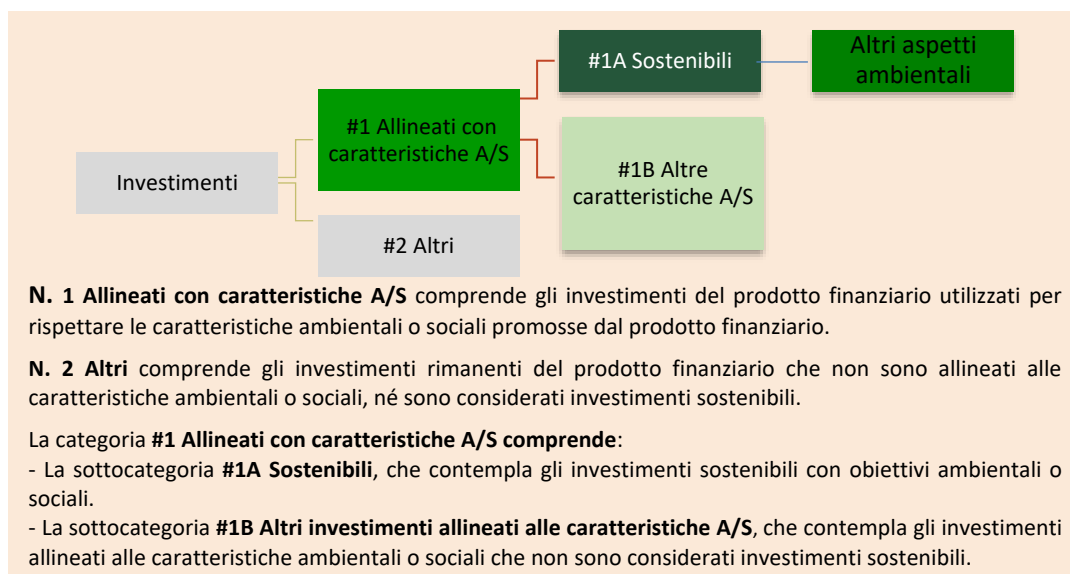 #1A Sostenibili
Altri aspetti
ambientali
#1 Allineati con
caratteristiche A/S
Investimenti
#1B Altre
caratteristiche A/S
#2 Altri
N. 1 Allineati con caratteristiche A/S comprende gli investimenti del prodotto finanziario utilizzati per
rispettare le caratteristiche ambientali o sociali promosse dal prodotto finanziario.
N. 2 Altri comprende gli investimenti rimanenti del prodotto finanziario che non sono allineati alle
caratteristiche ambientali o sociali, né sono considerati investimenti sostenibili.
La categoria #1 Allineati con caratteristiche A/S comprende:
- La sottocategoria #1A Sostenibili, che contempla gli investimenti sostenibili con obiettivi ambientali o
sociali.
- La sottocategoria #1B Altri investimenti allineati alle caratteristiche A/S, che contempla gli investimenti
allineati alle caratteristiche ambientali o sociali che non sono considerati investimenti sostenibili.